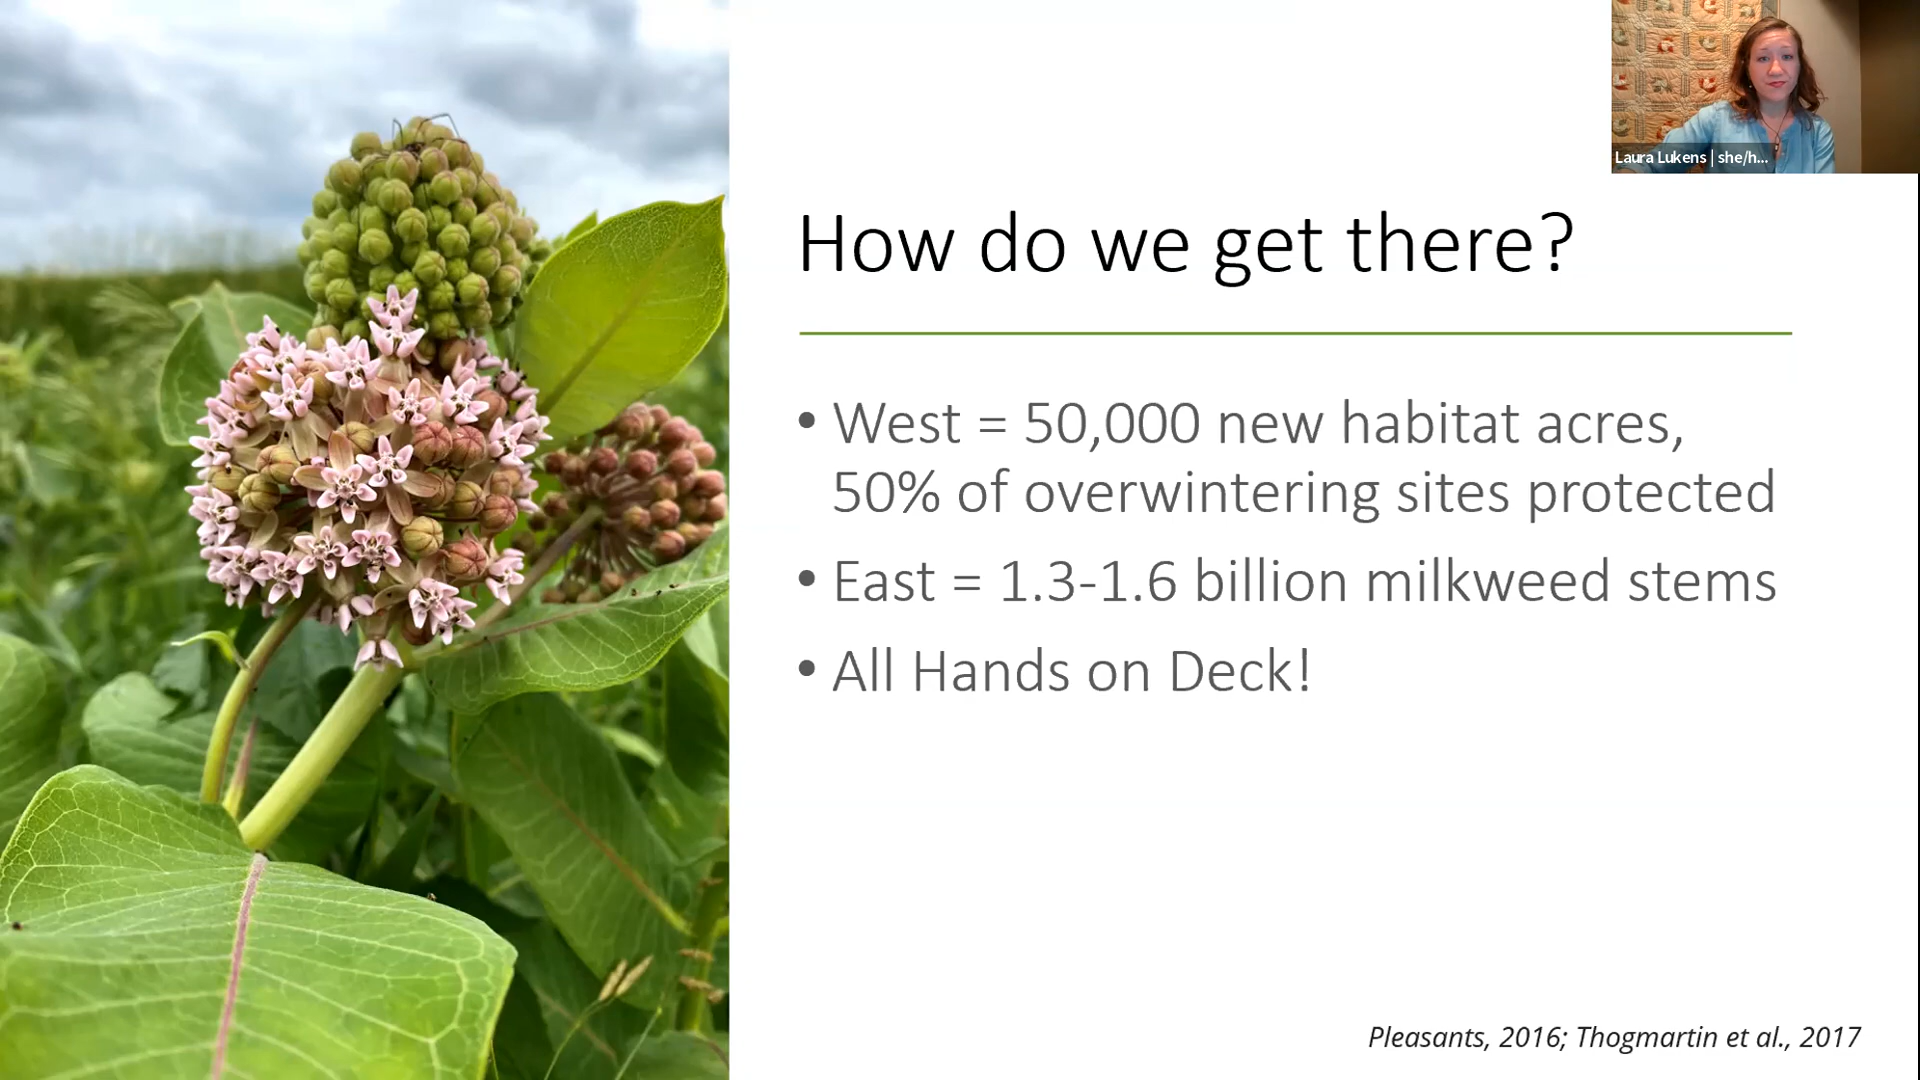 Laura Lukens | she/h...
How do we get there?
• West = 50,000 new habitat acres,
50% of overwintering sites protected
• East = 1.3-1.6 billion milkweed stems
• All Hands on Deck!
Pleasants, 2016; Thogmartin et al., 2017